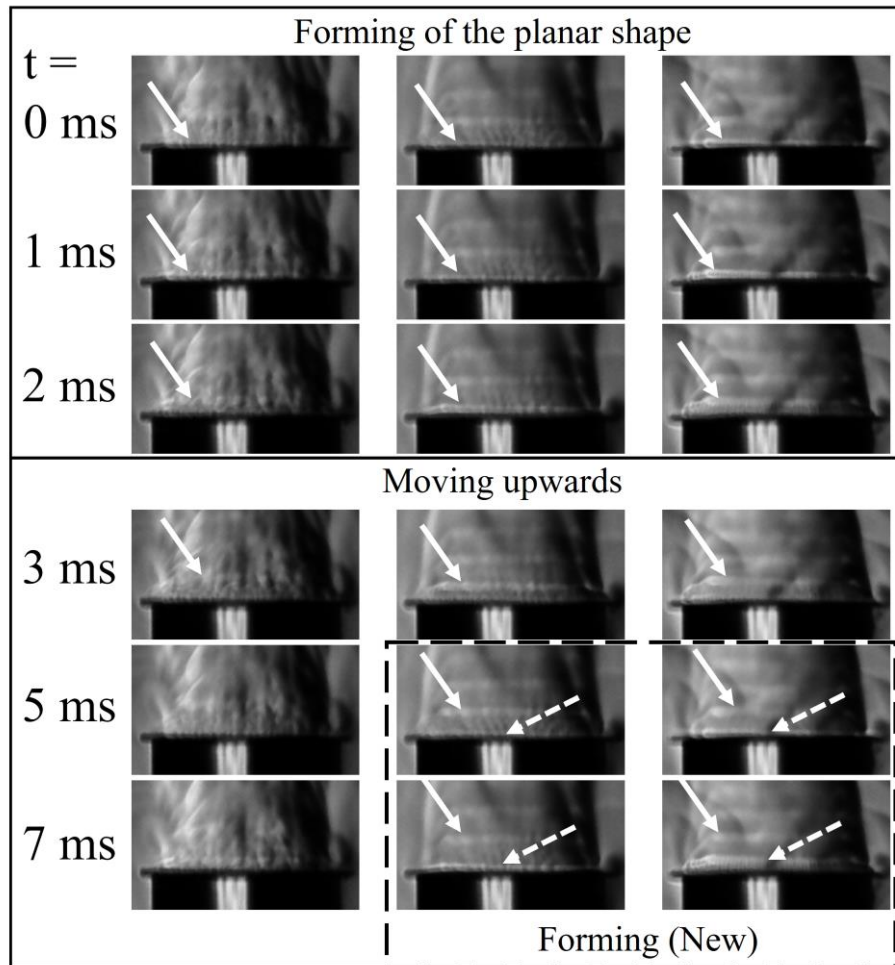 Forming of the planar shape
t =
0 ms
1 ms
2 ms
Moving upwards
3 ms
5 ms
7 ms
Forming (New)